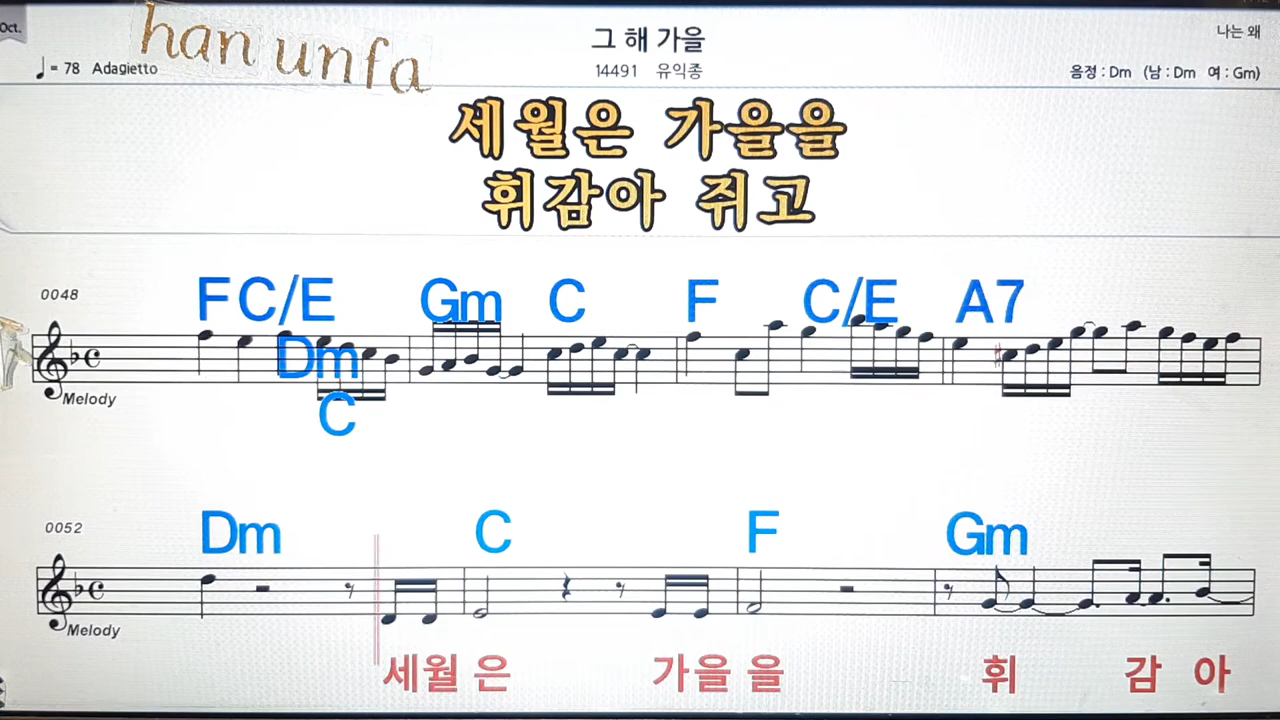 Oct.
han unfa
그 해 가을
나는 왜
♩= 78 Adagietto
14491 유익종
음정 : Dm (남 : Dm 여 : Gm)
세월은 가을을
휘감아 쥐고
0048
F C/E Gm C F C/E A7
Dm
C
Melody
0052
Dm C F Gm
Melody
세월 은 가을 을 휘 감 아